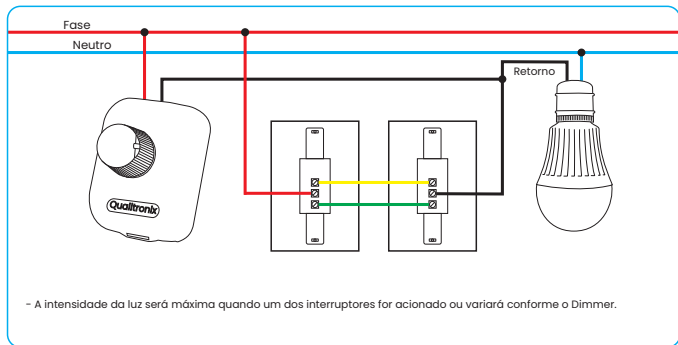 Fase
Neutro
Retorno
Qualitronix
- A intensidade da luz será máxima quando um dos interruptores for acionado ou variará conforme o Dimmer.